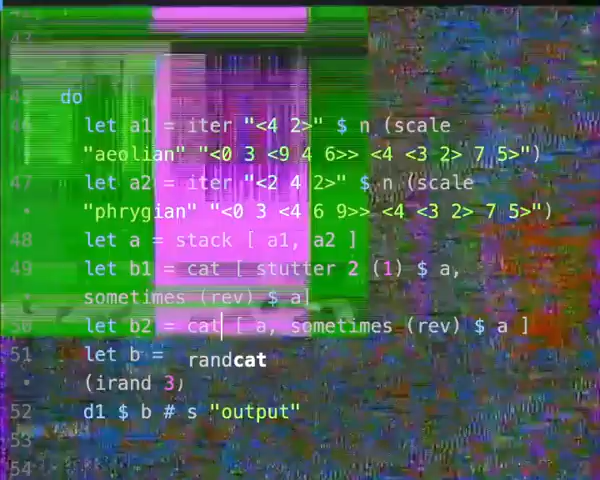 43
45 do
46 let a1 = iter "<4 2>" $ n (scale
"aeolian" "<0 3 <9 4 6>> <4 <3 2> 7 5>")
47 let a2 = iter "<2 4 2>" $ n (scale
"phrygian" "<0 3 <4 6 9>> <4 <3 2> 7 5>")
48 let a = stack [ a1, a2 ]
49 let b1 = cat [ stutter 2 (1) $ a,
sometimes (rev) $ a]
50 let b2 = cat [ a, sometimes (rev) $ a ]
51 let b =
randcat
(irand 3)
52 d1 $ b # s "output"
53
54